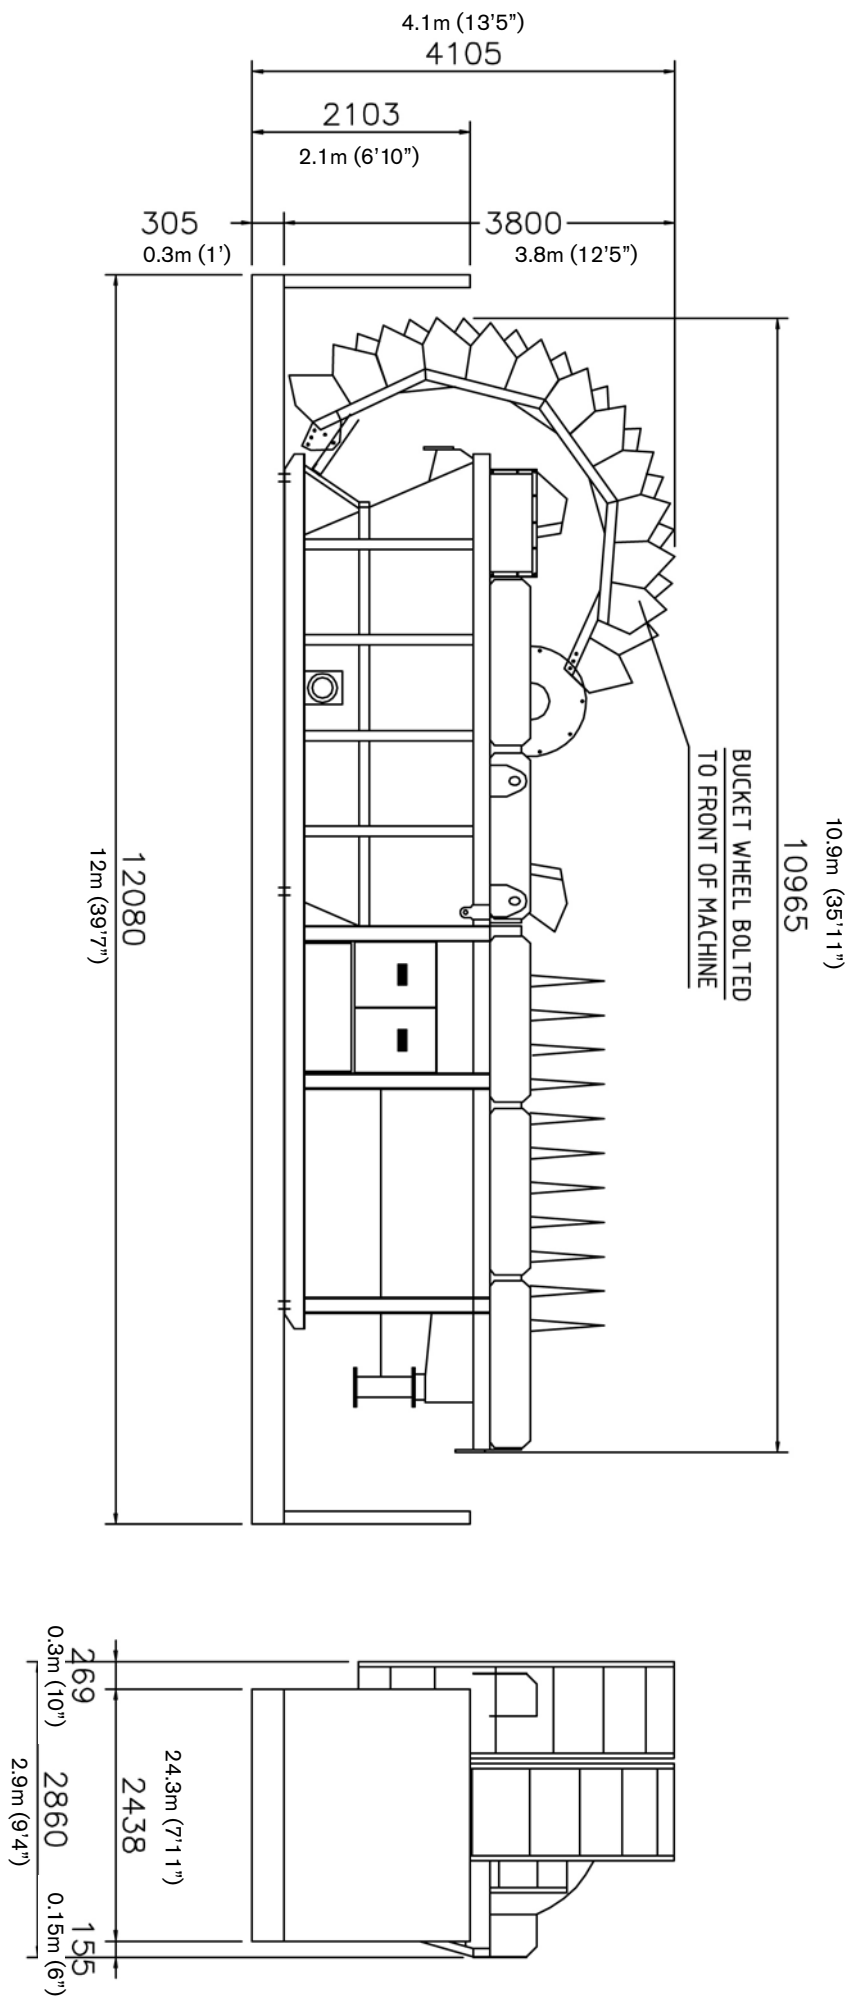 4.1m (13’5”)
4105
2103
2.1m (6’10”)
305
0.3m (1’)
3800
3.8m (12’5”)
BUCKET WHEEL BOLTED
TO FRONT OF MACHINE
10.9m (35’11”)
10965
12080
12m (39’7”)
269
0.3m (10”)
24.3m (7’11”)
2438
2860
2.9m (9’4”)
155
0.15m (6”)